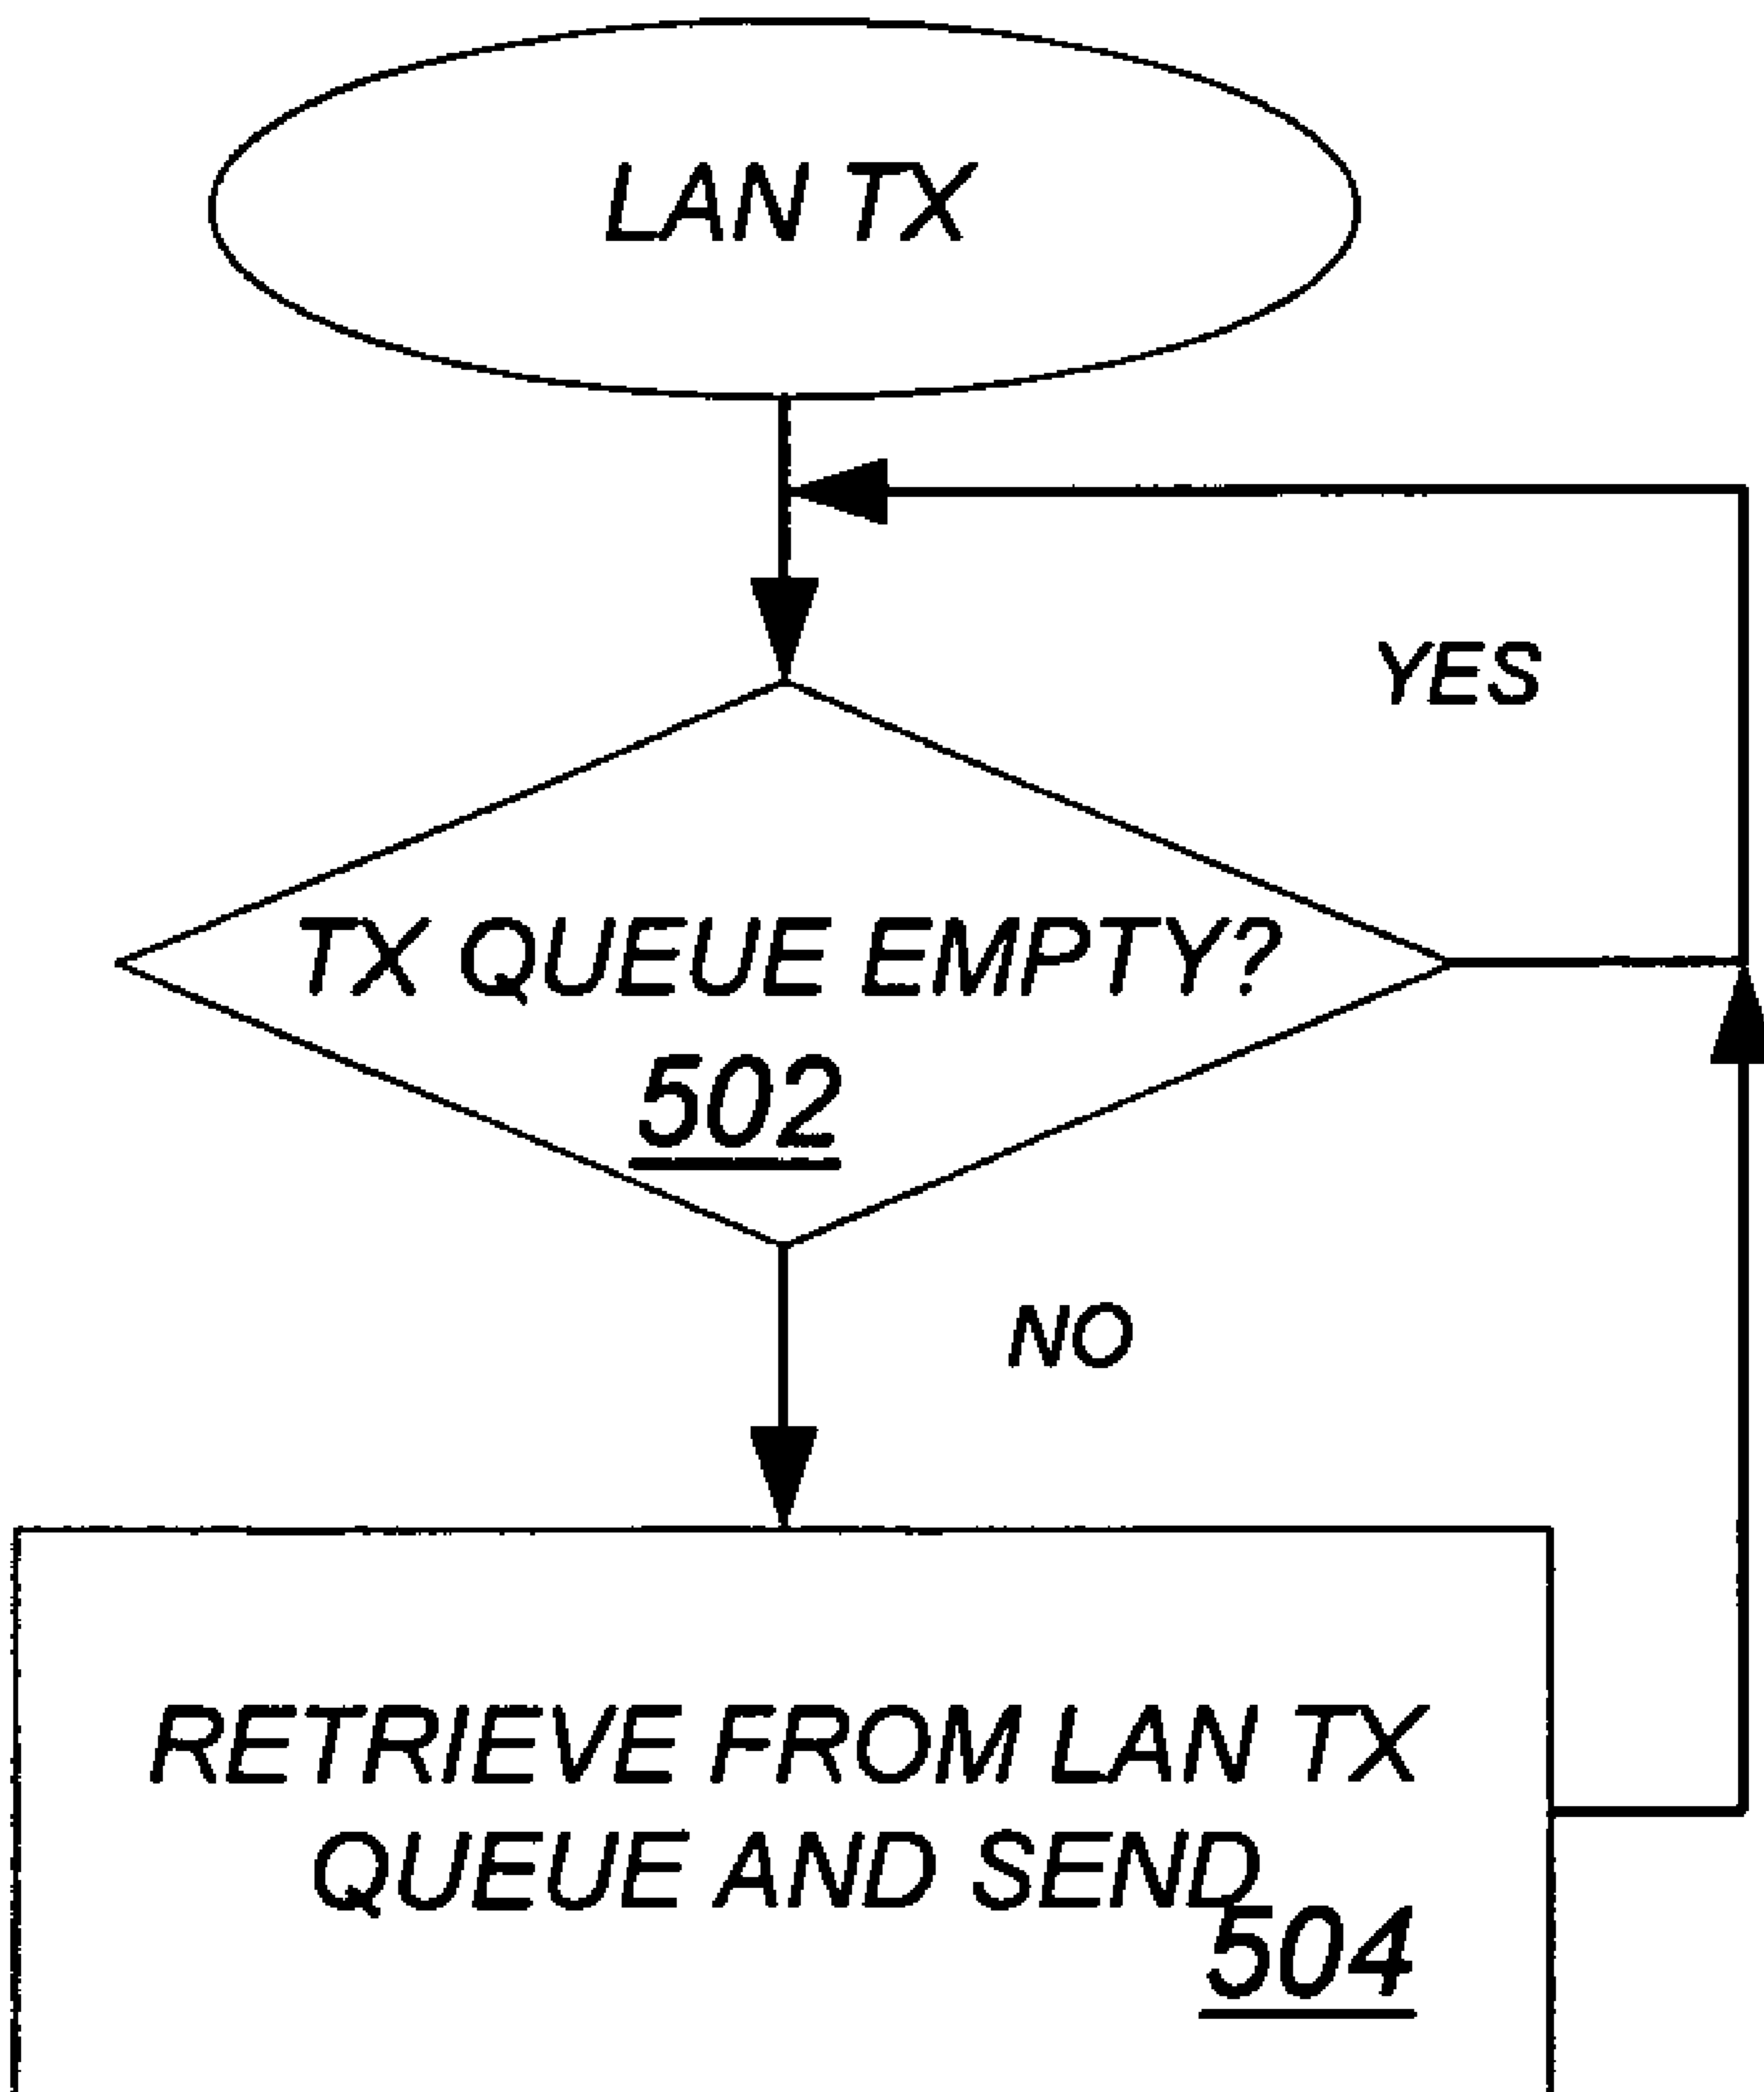 LAN TX
YES
TX QUEUE EMPTY?
502
NO
RETRIEVE FROM LAN TX
QUEUE AND SEND
504